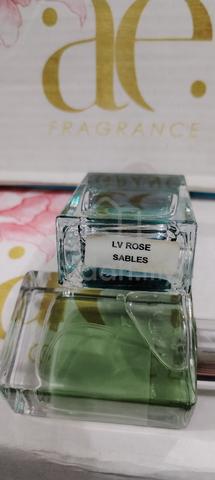 ae.
FRAGRANCE
LV ROSE
SABLES